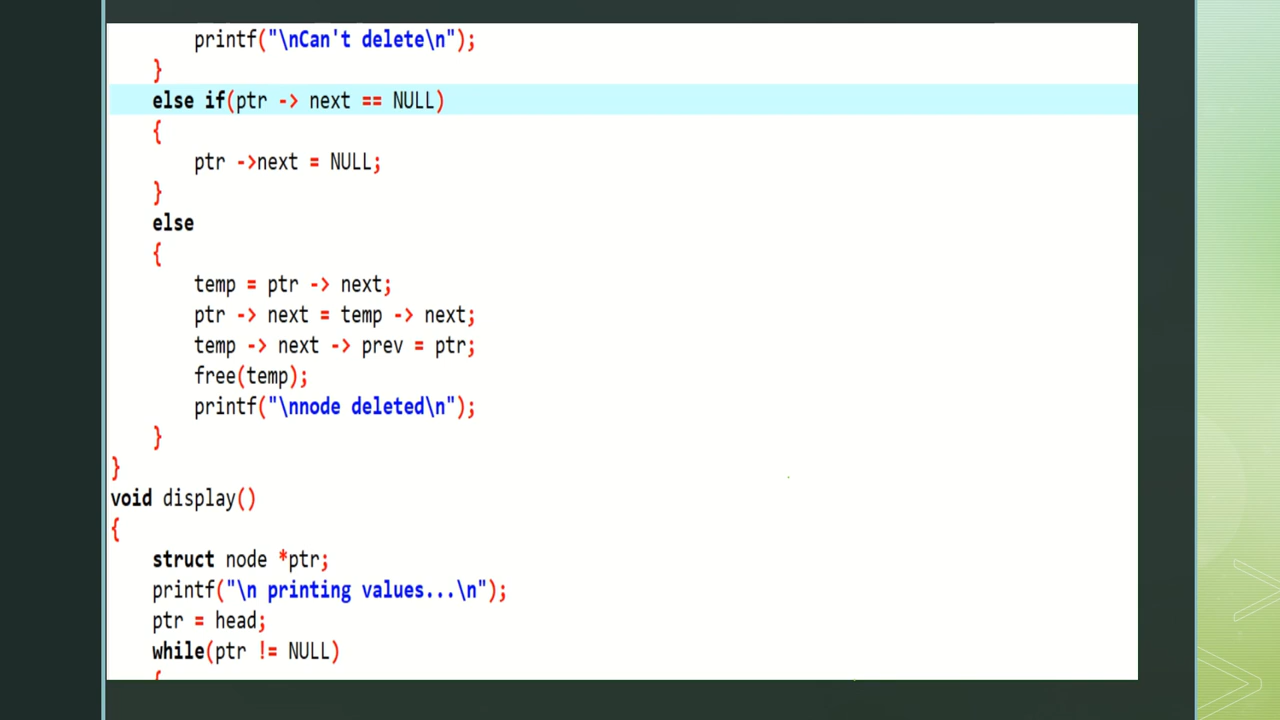 printf("\nCan't delete\n");
}
else if(ptr -> next == NULL)
{
ptr ->next = NULL;
}
else
{
temp = ptr -> next;
ptr -> next = temp -> next;
temp -> next -> prev = ptr;
free(temp);
printf("\nnode deleted\n");
}
}
void display()
{
struct node *ptr;
printf("\n printing values...\n");
ptr = head;
while(ptr != NULL)
{